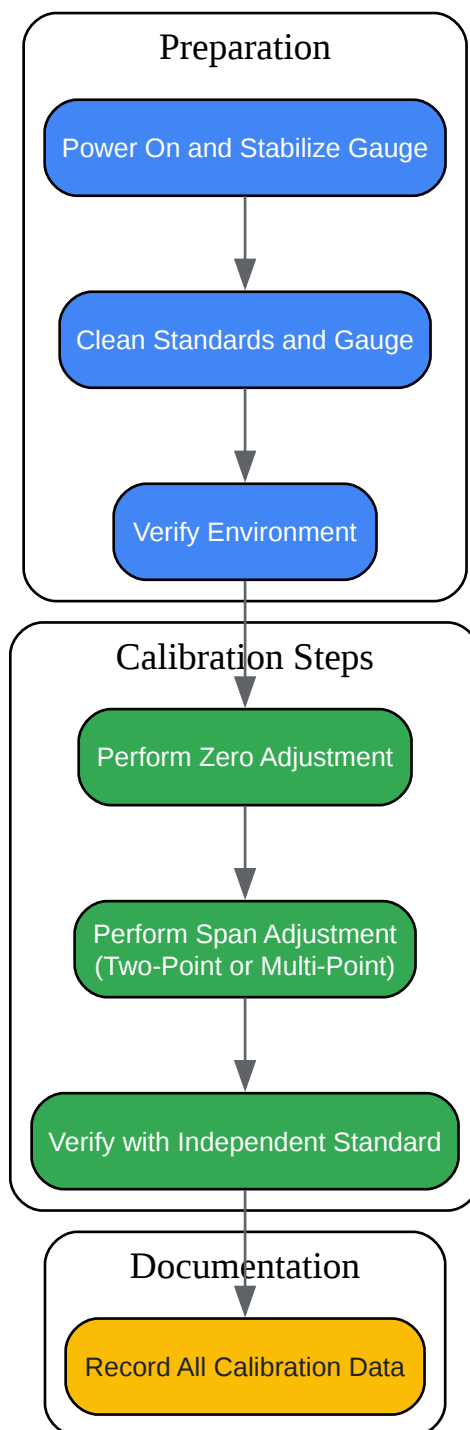 Preparation
Power On and Stabilize Gauge
Clean Standards and Gauge
Verify Environment
Calibration Steps
Perform Zero Adjustment
Perform Span Adjustment
(Two-Point or Multi-Point)
Verify with Independent Standard
Documentation
Record All Calibration Data